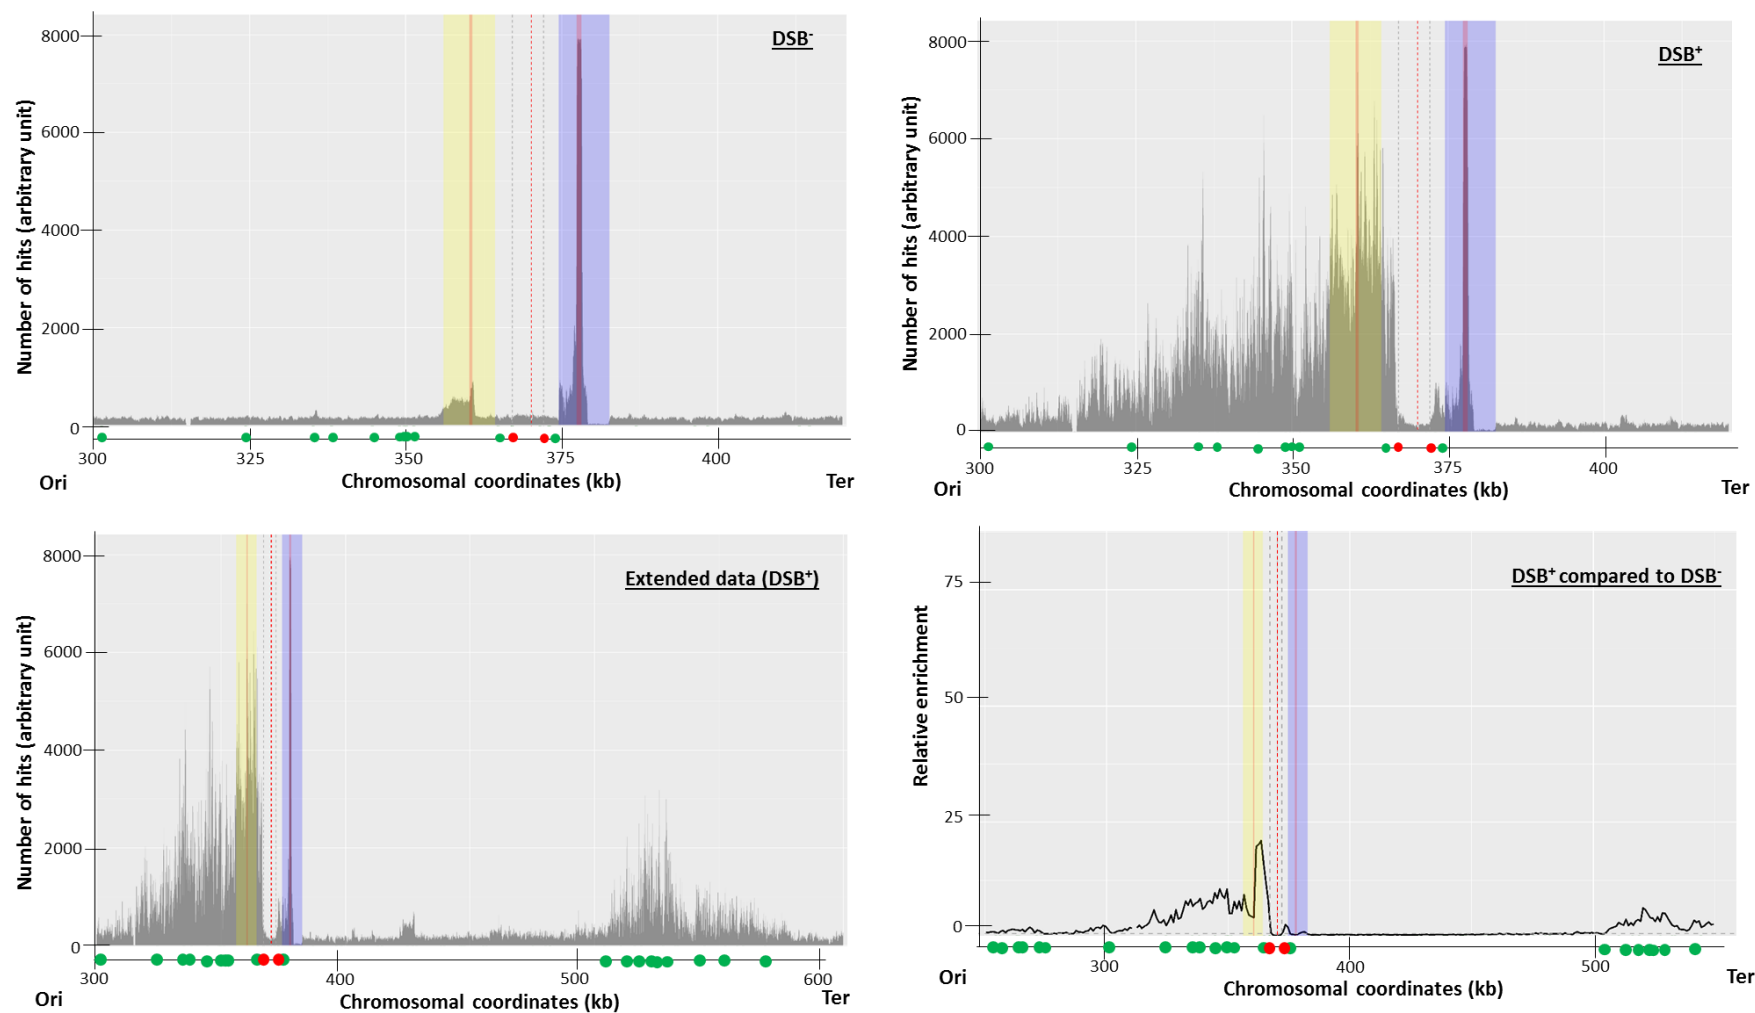 DSB⁻
Number of hits (arbitrary unit)
8000
6000
4000
2000
0
300
325
350
375
400
Ori
Chromosomal coordinates (kb)
Ter
DSB⁺
Number of hits (arbitrary unit)
8000
6000
4000
2000
0
300
325
350
375
400
Ori
Chromosomal coordinates (kb)
Ter
Extended data (DSB⁺)
Number of hits (arbitrary unit)
8000
6000
4000
2000
0
300
400
500
600
Ori
Chromosomal coordinates (kb)
Ter
DSB⁺ compared to DSB⁻
Relative enrichment
75
50
25
0
300
400
500
Ori
Chromosomal coordinates (kb)
Ter